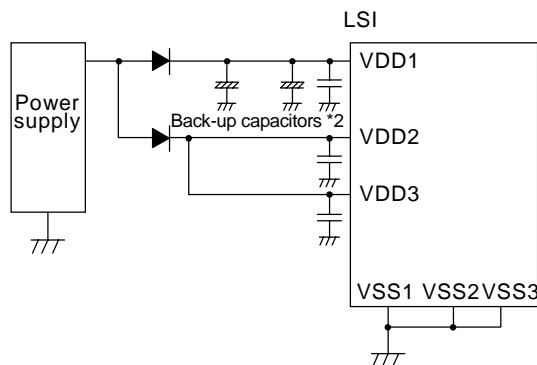 LSI
VDD1
Power
supply
Back-up capacitors *2
VDD2
VDD3
VSS1 VSS2 VSS3